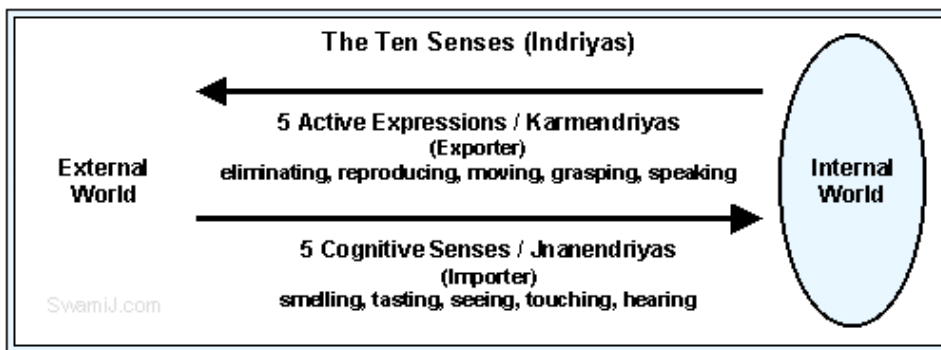 The Ten Senses (Indriyas)
5 Active Expressions / Karmendriyas
(Exporter)
eliminating, reproducing, moving, grasping, speaking
External
World
Internal
World
5 Cognitive Senses / Jnanendriyas
(Importer)
smelling, tasting, seeing, touching, hearing
SwamiJ.com